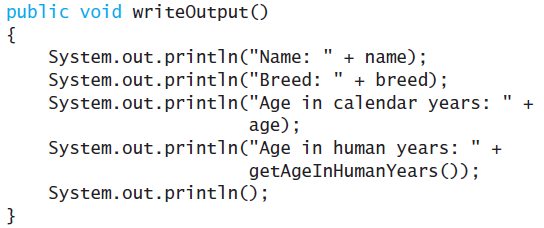 public void writeOutput()
{
    System.out.println("Name: " + name);
    System.out.println("Breed: " + breed);
    System.out.println("Age in calendar years: " +
                        age);
    System.out.println("Age in human years: " +
                        getAgeInHumanYears());
    System.out.println();
}